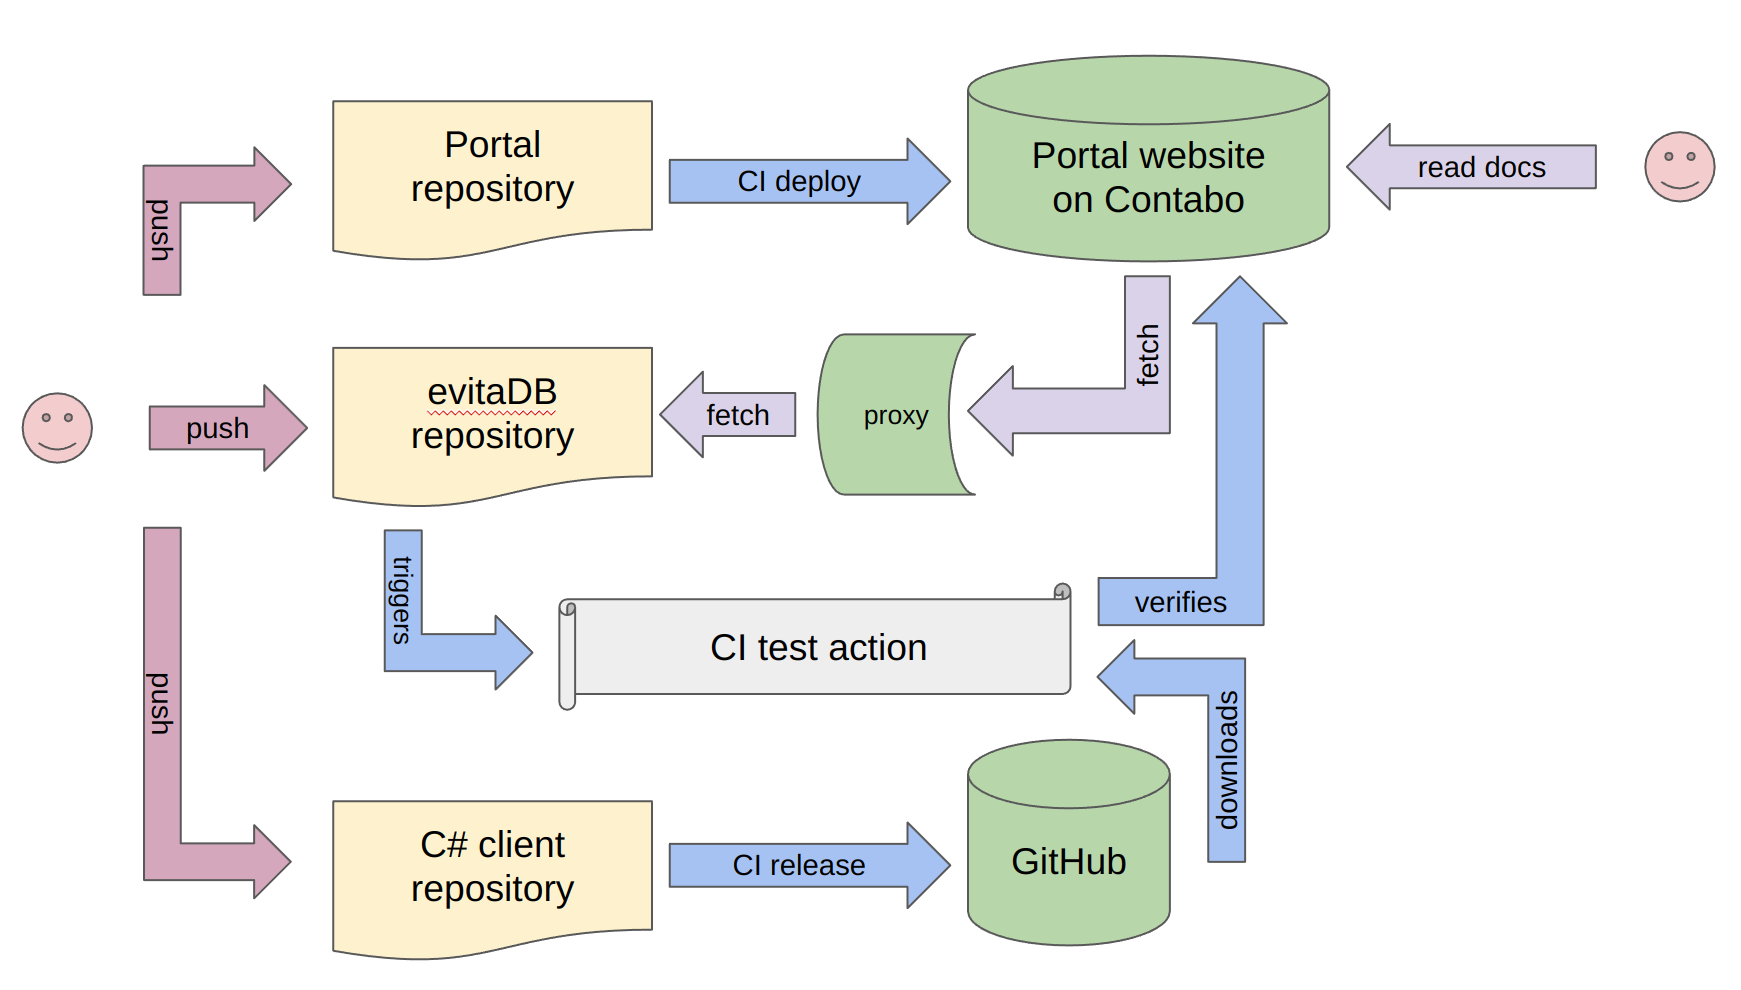 Portal
repository
CI deploy
Portal website
on Contabo
read docs
push
fetch
push
evitaDB
repository
fetch
proxy
triggers
CI test action
verifies
push
downloads
C# client
repository
CI release
GitHub